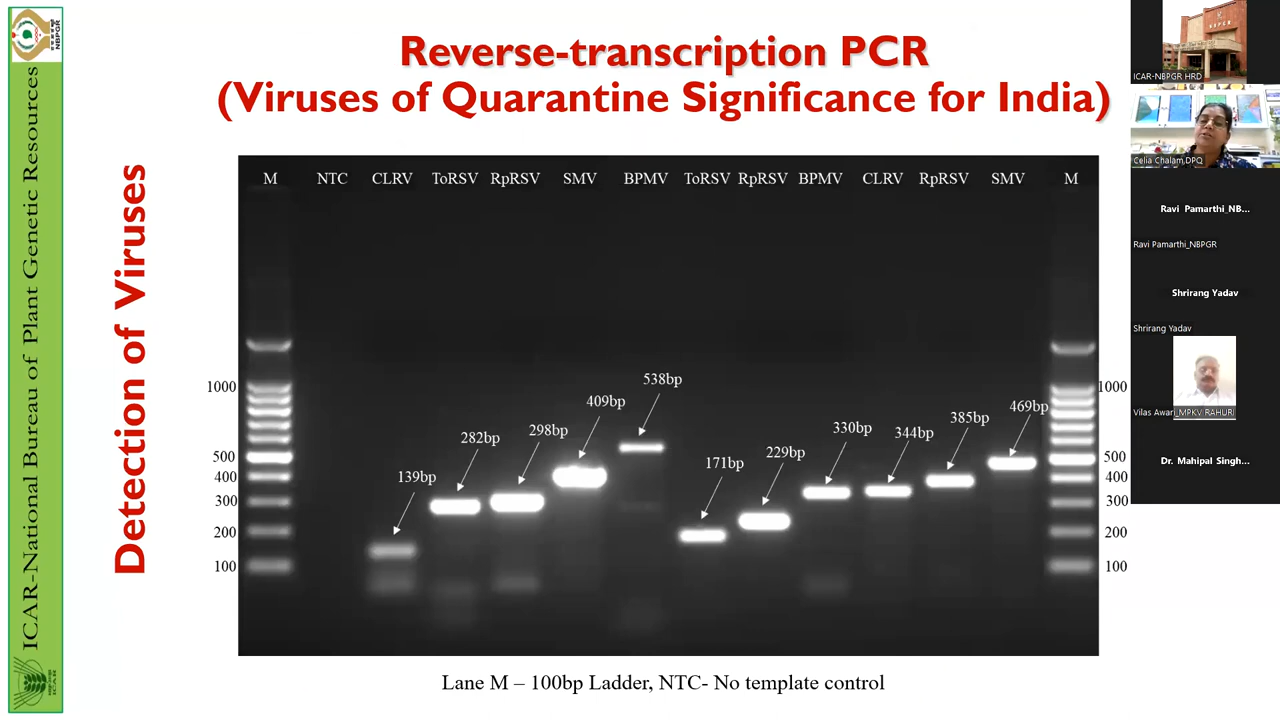 Reverse-transcription PCR
(Viruses of Quarantine Significance for India)
ICAR-National Bureau of Plant Genetic Resources
NBPGR
Detection of Viruses
M NTC CLRV ToRSV RpRSV SMV BPMV ToRSV RpRSV BPMV CLRV RpRSV SMV M
1000
500
400
300
200
100
139bp
282bp
298bp
409bp
538bp
171bp
229bp
330bp
344bp
385bp
469bp
1000
500
400
300
200
100
Lane M – 100bp Ladder, NTC- No template control
ICAR-NBPGR HRD
Celia Chalam,DPQ
Ravi Pamarthi_NB...
Ravi Pamarthi_NBPGR
Shrirang Yadav
Shrirang Yadav
Vilas Awari_MPKV RAHURI
Dr. Mahipal Singh...